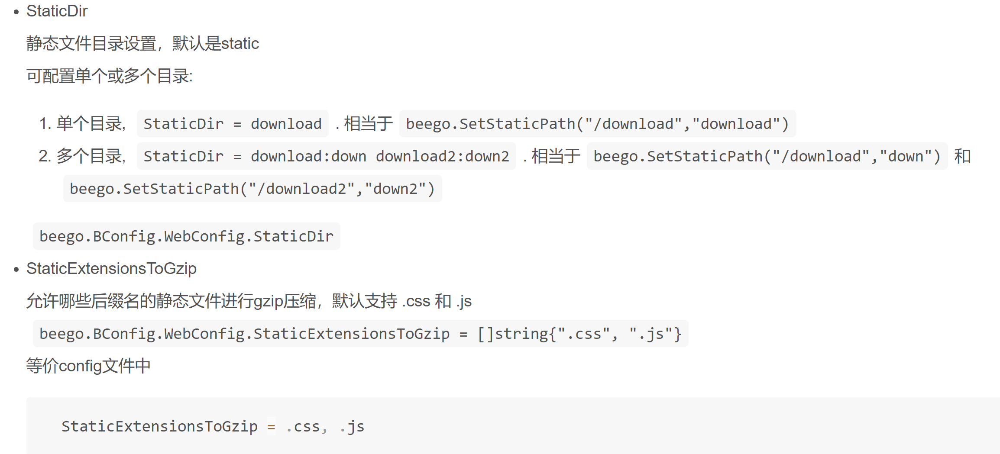 StaticDir
静态文件目录设置，默认是static
可配置单个或多个目录:
1. 单个目录, StaticDir = download . 相当于 beego.SetStaticPath("/download","download")
2. 多个目录, StaticDir = download:down download2:down2 . 相当于 beego.SetStaticPath("/download","down") 和
beego.SetStaticPath("/download2","down2")
beego.BConfig.WebConfig.StaticDir
StaticExtensionsToGzip
允许哪些后缀名的静态文件进行gzip压缩，默认支持 .css 和 .js
beego.BConfig.WebConfig.StaticExtensionsToGzip = []string{".css", ".js"}
等价config文件中
StaticExtensionsToGzip = .css, .js